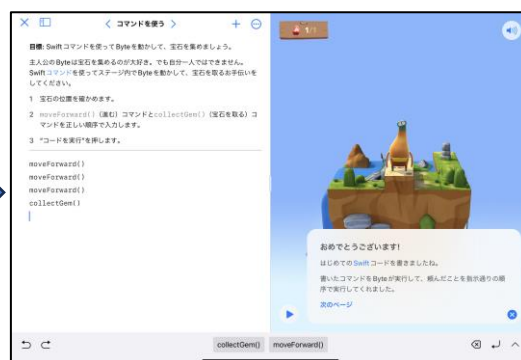 コマンドを使う
目標: Swift コマンドを使ってByteを動かして、宝石を集めましょう。
主人公のByteは宝石を集めるのが大好き。でも自分一人ではできません。
Swift コマンドを使ってステージ内でByteを動かして、宝石を取るお手伝いを
してください。
1 宝石の位置を確かめます。
2 moveForward()（進む）コマンドとcollectGem()（宝石を取る）コ
マンドを正しい順序で入力します。
3 "コードを実行"を押します。
moveForward()
moveForward()
moveForward()
collectGem()
1/1
おめでとうございます!
はじめてのSwift コードを書きましたね。
書いたコマンドをByteが実行して、頼んだことを指示通りの順
序で実行してくれました。
次のページ
collectGem() moveForward()